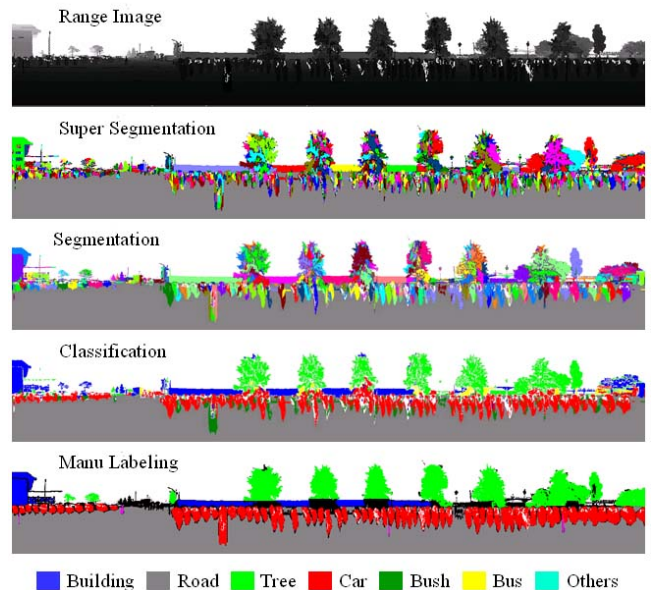 Range Image
Super Segmentation
Segmentation
Classification
Manu Labeling
Building Road Tree Car Bush Bus Others